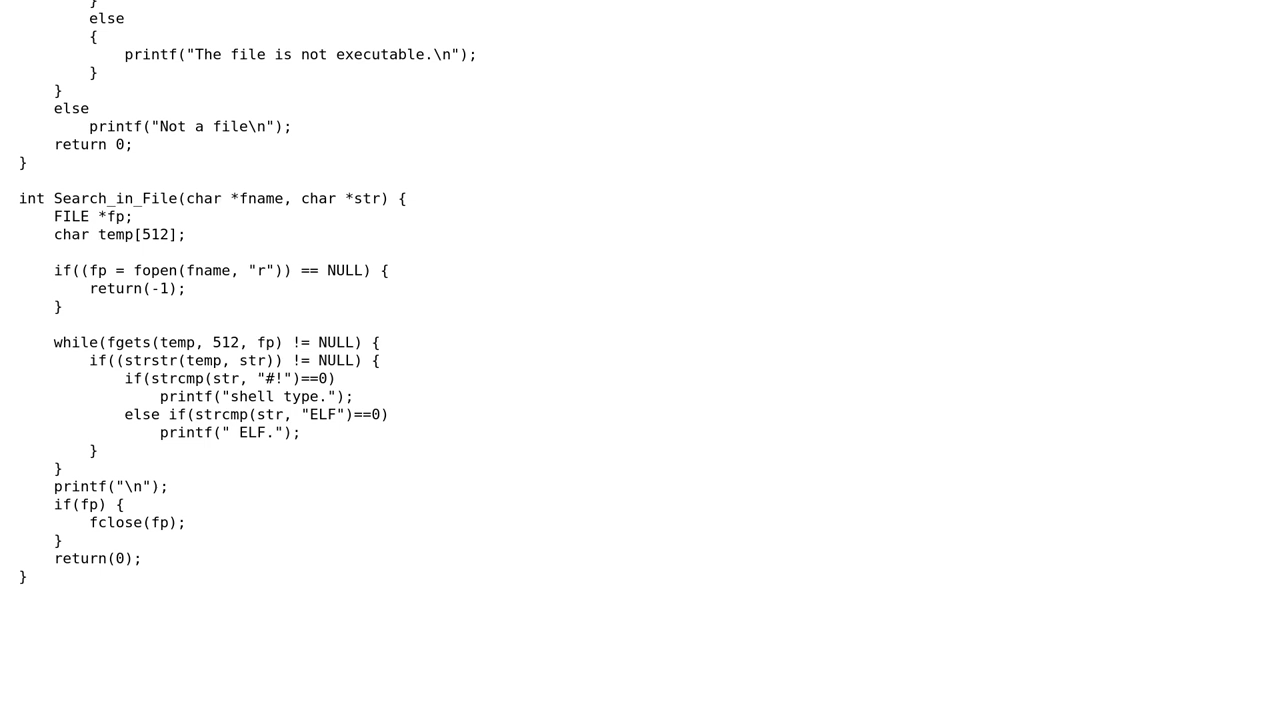 }
        else
        {
            printf("The file is not executable.\n");
        }
    }
    else
        printf("Not a file\n");
    return 0;
}

int Search_in_File(char *fname, char *str) {
    FILE *fp;
    char temp[512];

    if((fp = fopen(fname, "r")) == NULL) {
        return(-1);
    }

    while(fgets(temp, 512, fp) != NULL) {
        if((strstr(temp, str)) != NULL) {
            if(strcmp(str, "#!")==0)
                printf("shell type.");
            else if(strcmp(str, "ELF")==0)
                printf(" ELF.");
        }
    }
    printf("\n");
    if(fp) {
        fclose(fp);
    }
    return(0);
}